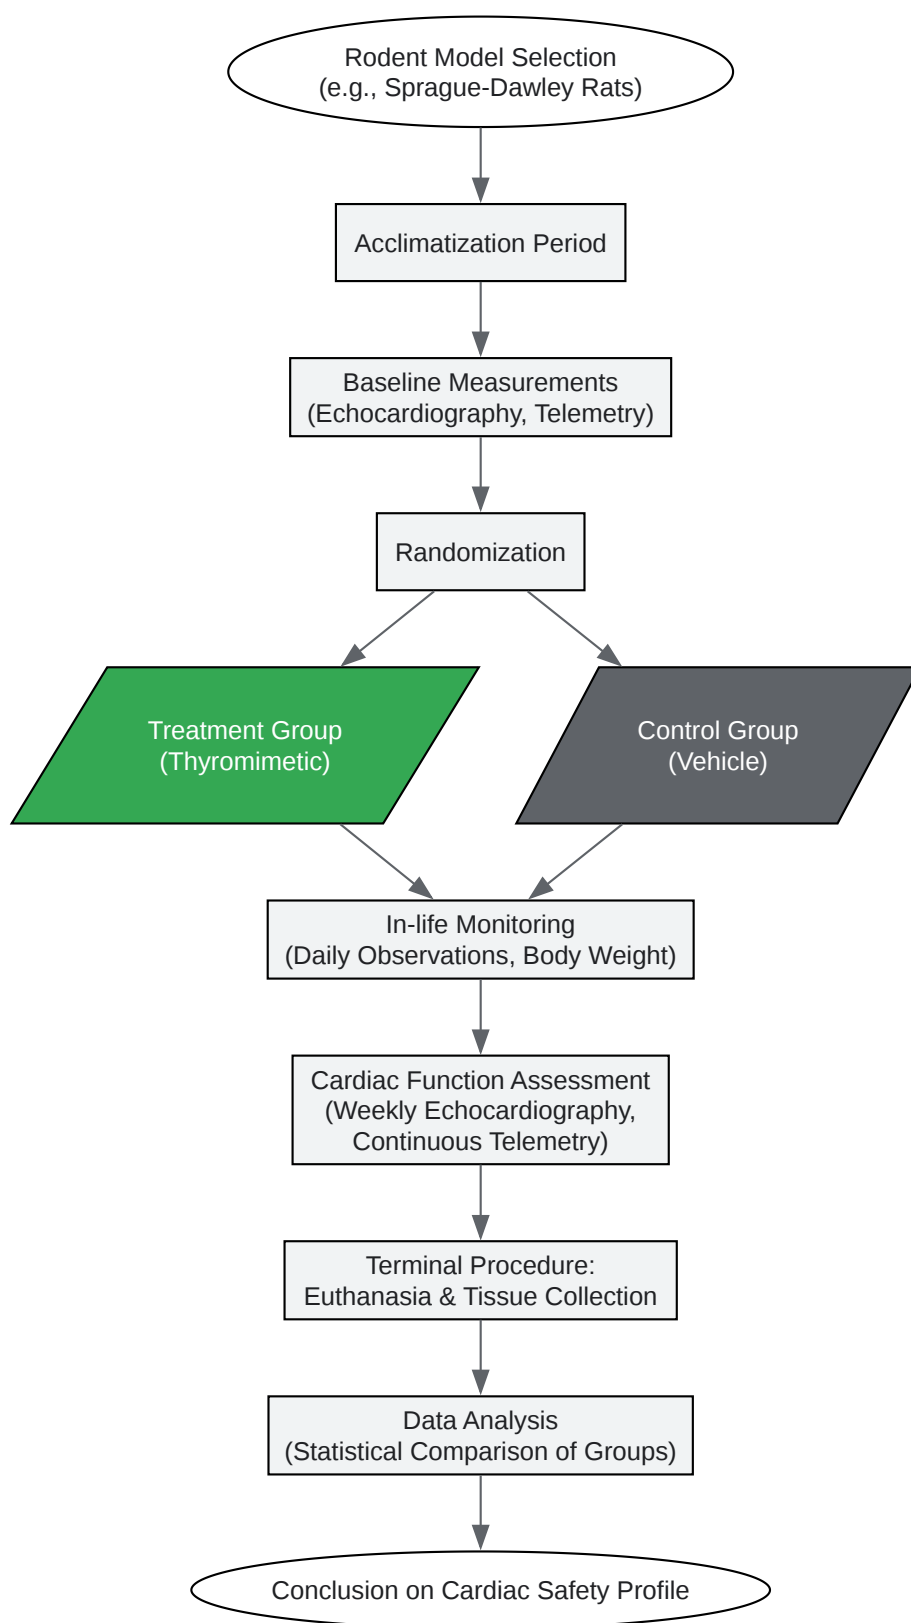 Rodent Model Selection
(e.g., Sprague-Dawley Rats)
Acclimatization Period
Baseline Measurements
(Echocardiography, Telemetry)
Randomization
Treatment Group
(Thyromimetic)
Control Group
(Vehicle)
In-life Monitoring
(Daily Observations, Body Weight)
Cardiac Function Assessment
(Weekly Echocardiography,
Continuous Telemetry)
Terminal Procedure:
Euthanasia & Tissue Collection
Data Analysis
(Statistical Comparison of Groups)
Conclusion on Cardiac Safety Profile